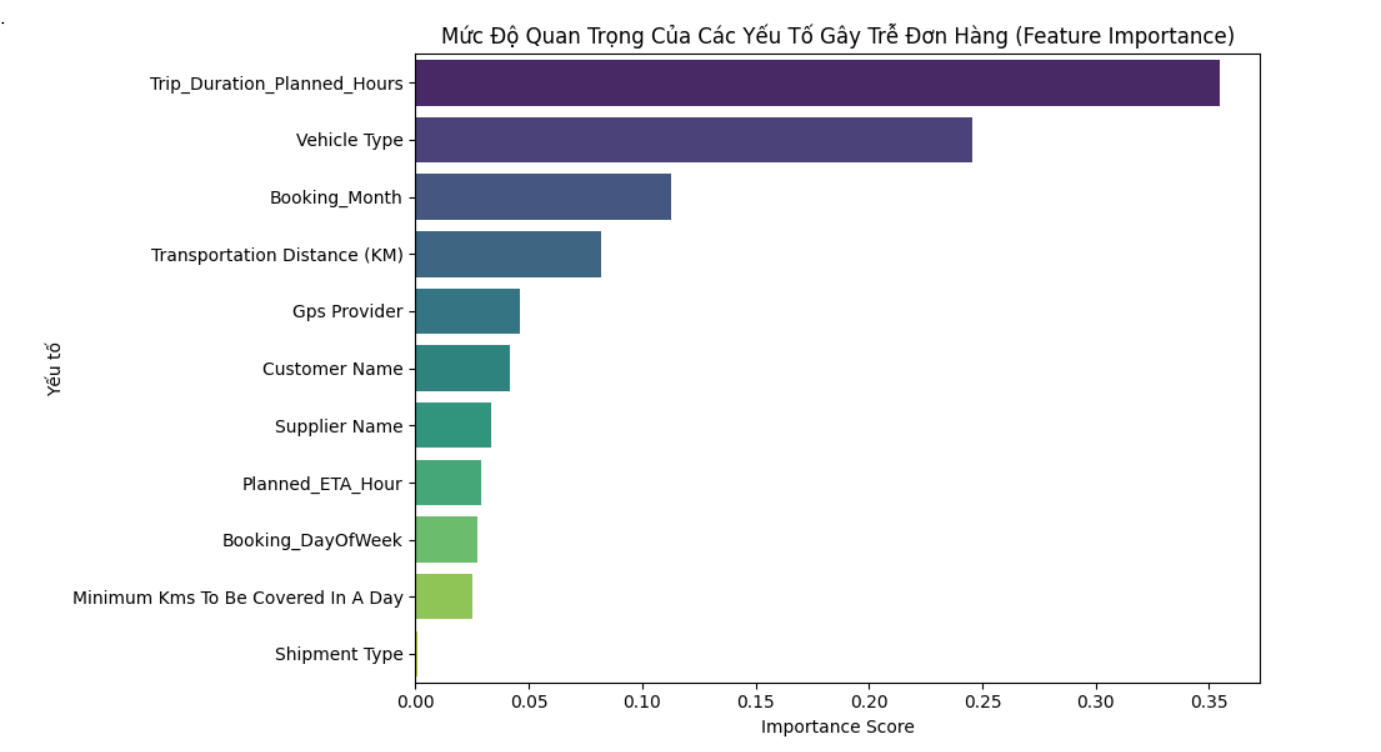 .
Mức Độ Quan Trọng Của Các Yếu Tố Gây Trễ Đơn Hàng (Feature Importance)
Trip_Duration_Planned_Hours
Vehicle Type
Booking_Month
Transportation Distance (KM)
Gps Provider
Customer Name
Supplier Name
Planned_ETA_Hour
Booking_DayOfWeek
Minimum Kms To Be Covered In A Day
Shipment Type
Yếu tố
0.00 0.05 0.10 0.15 0.20 0.25 0.30 0.35
Importance Score